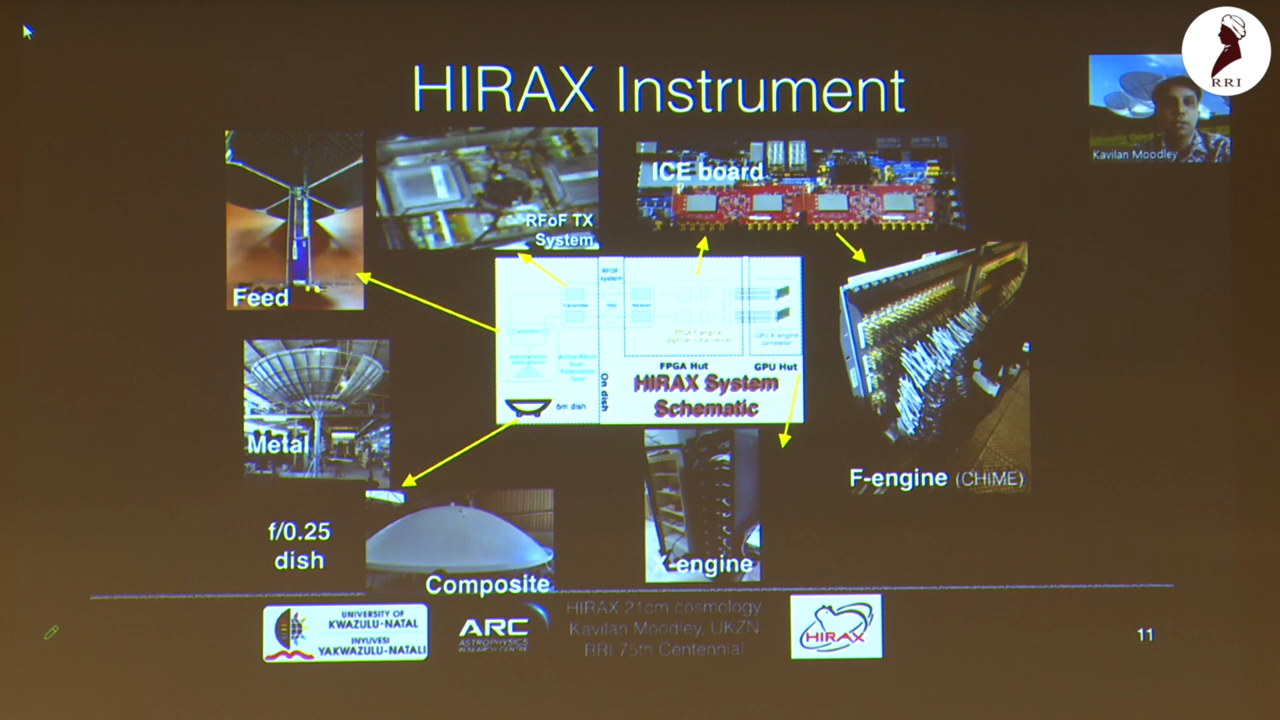 RRI
HIRAX Instrument
Kavilan Moodley
ICE board
RFoF TX
System
Feed
RFOF
system
FPGA Hut
GPU Hut
On dish
HIRAX System
Schematic
6m dish
Metal
F-engine (CHIME)
f/0.25
dish
X-engine
Composite
UNIVERSITY OF
KWAZULU-NATAL
INYUVESI
YAKWAZULU-NATALI
ARC
ASTROPHYSICS
RESEARCH CENTRE
HIRAX 21cm cosmology
Kavilan Moodley, UKZN
RRI 75th Centennial
HIRAX
11